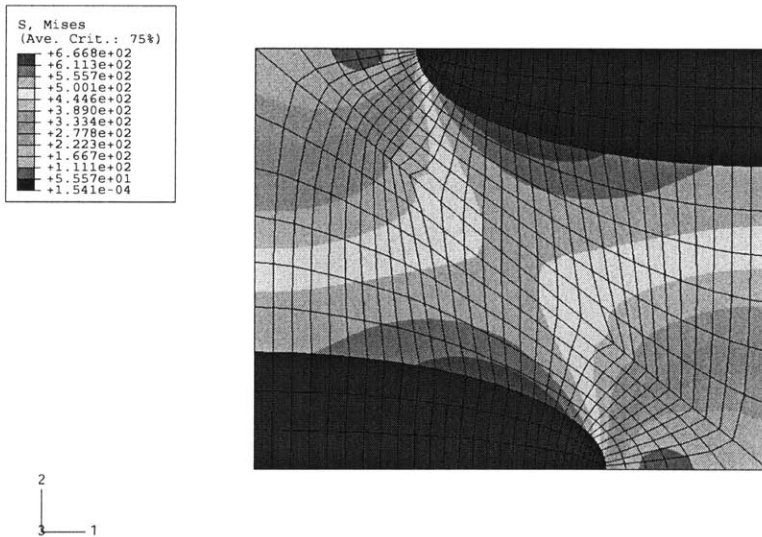 S, Mises
(Ave. Crit.: 75%)
+6.668e+02
+6.113e+02
+5.557e+02
+5.001e+02
+4.446e+02
+3.890e+02
+3.334e+02
+2.778e+02
+2.223e+02
+1.667e+02
+1.111e+02
+5.557e+01
+1.541e-04
2
3
1